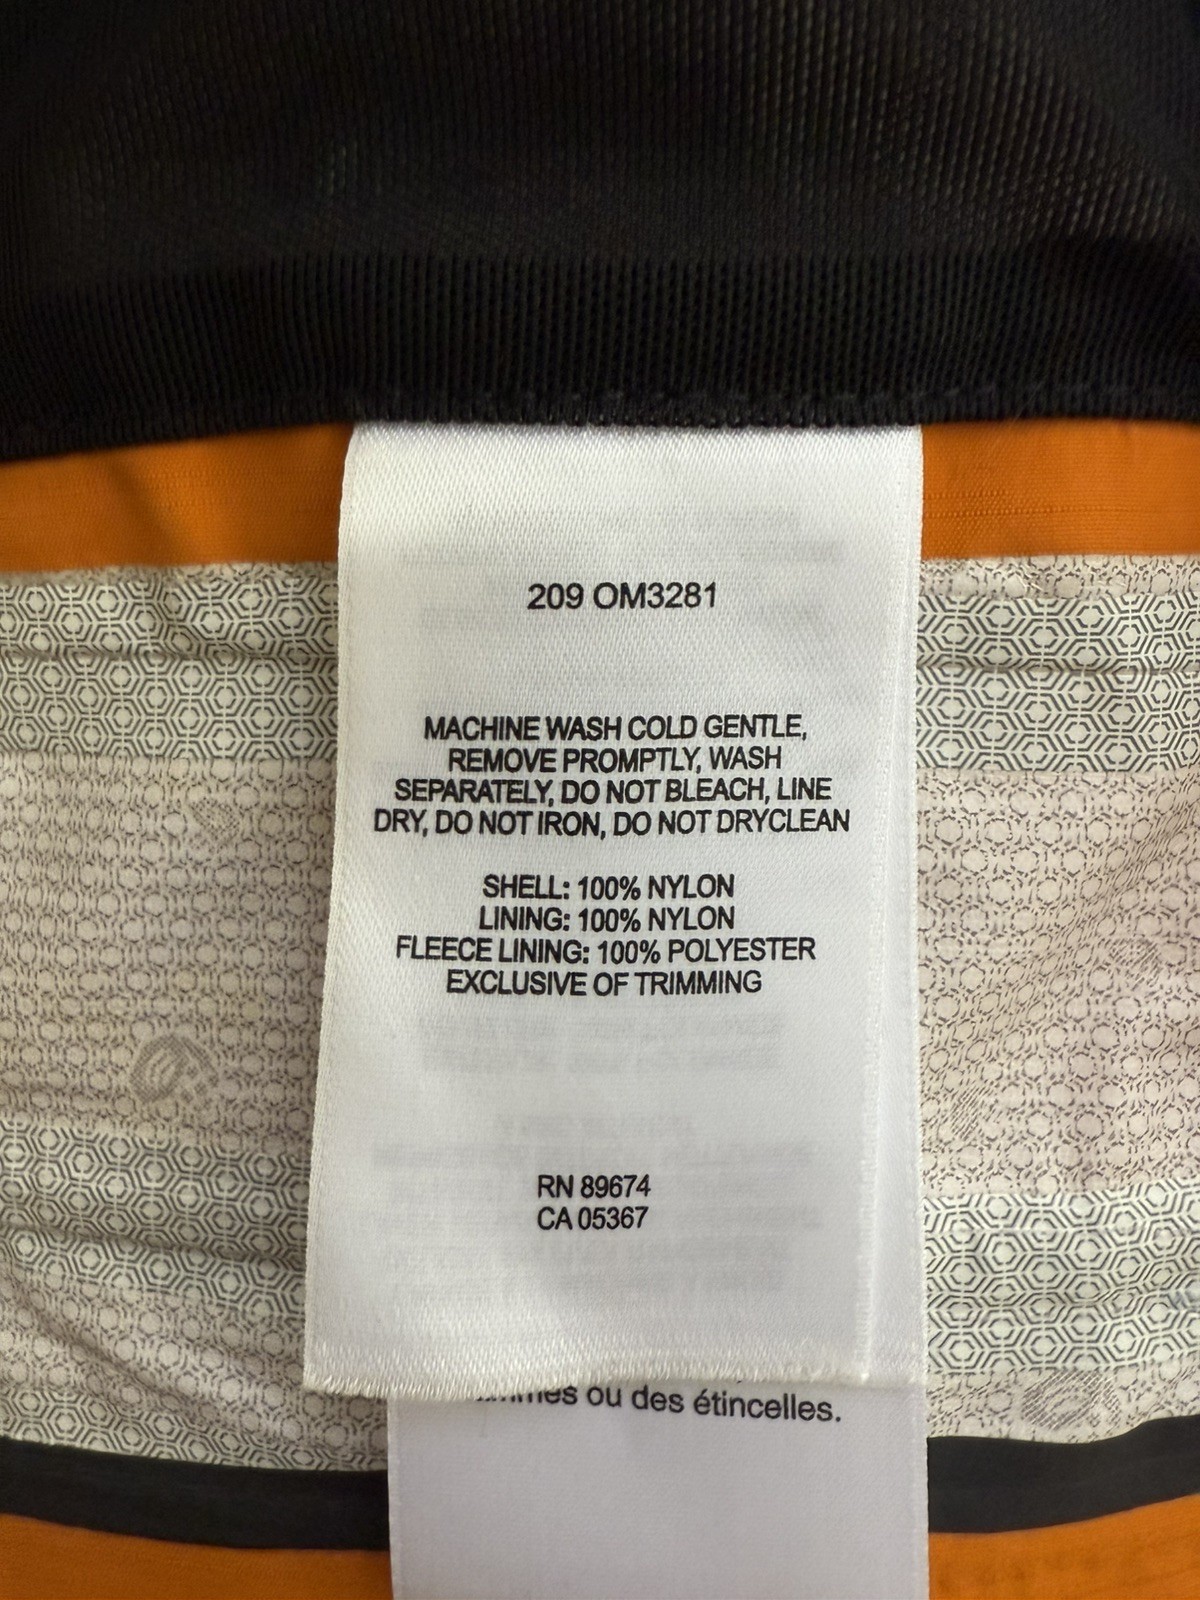 209 OM3281
MACHINE WASH COLD GENTLE,
REMOVE PROMPTLY, WASH
SEPARATELY, DO NOT BLEACH, LINE
DRY, DO NOT IRON, DO NOT DRYCLEAN
SHELL: 100% NYLON
LINING: 100% NYLON
FLEECE LINING: 100% POLYESTER
EXCLUSIVE OF TRIMMING
RN 89674
CA 05367
ou des étincelles.